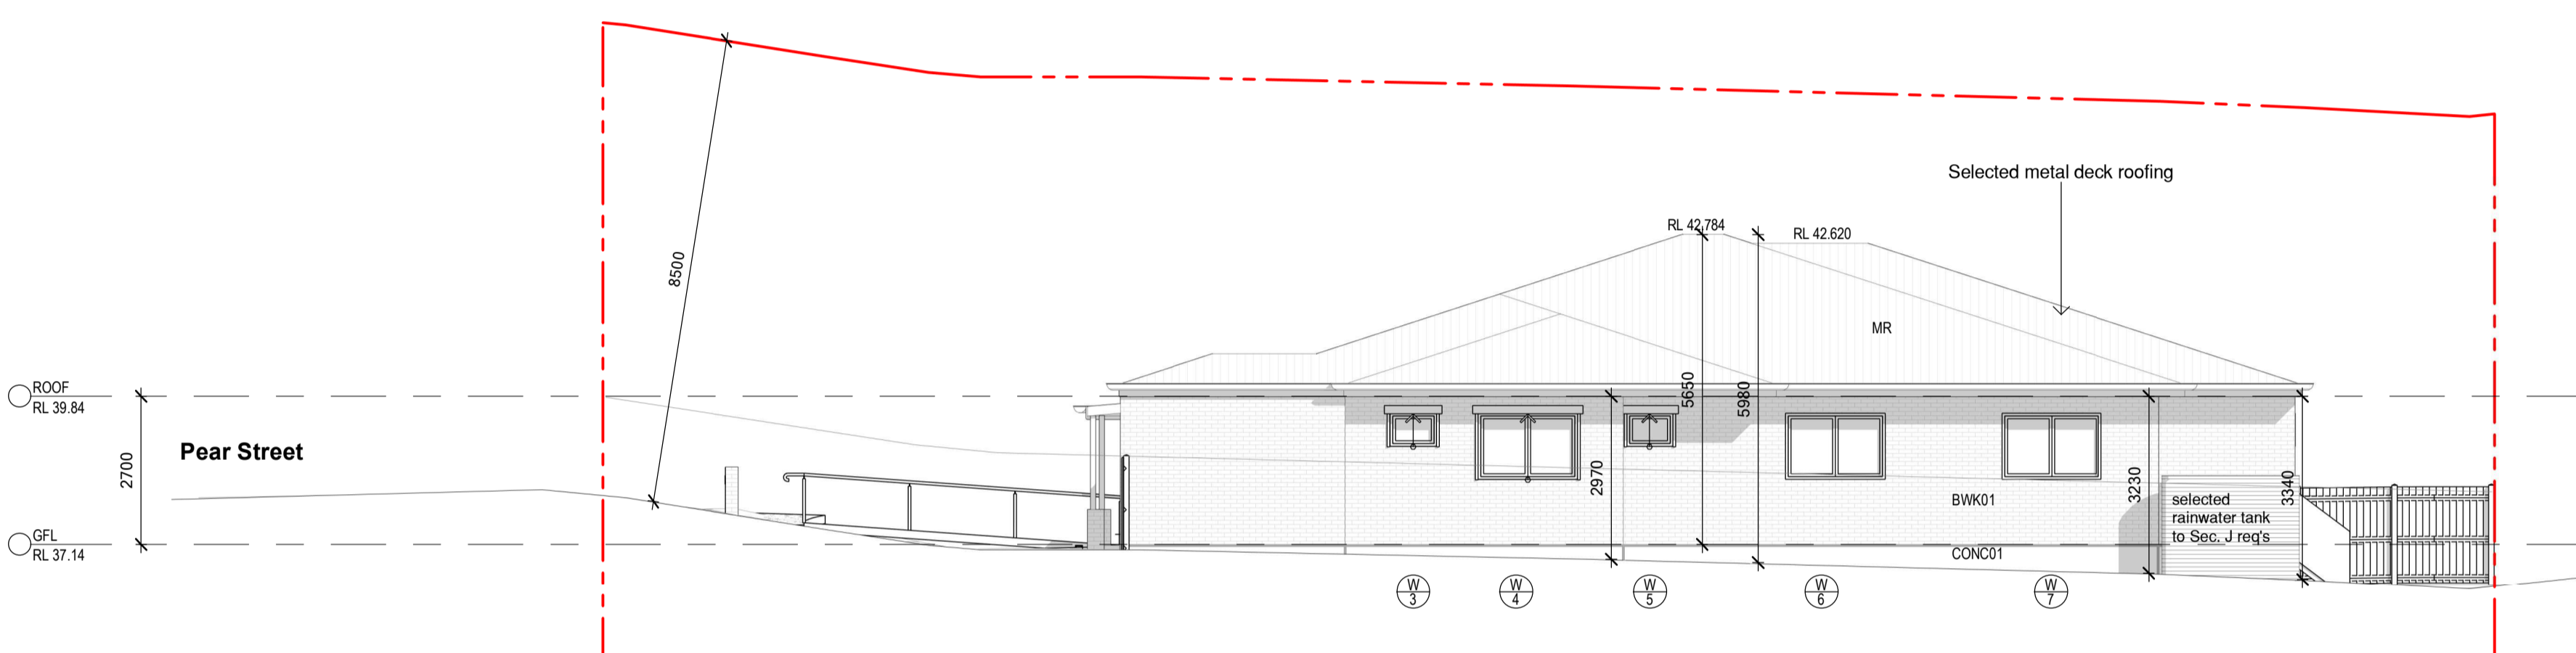 8500
Selected metal deck roofing
RL 42.784
RL 42.620
MR
ROOF
RL 39.84
Pear Street
2700
5650
5980
2970
3230
3340
BWK01
selected
rainwater tank
to Sec. J req's
GFL
RL 37.14
CONC01
W
3
W
4
W
5
W
6
W
7